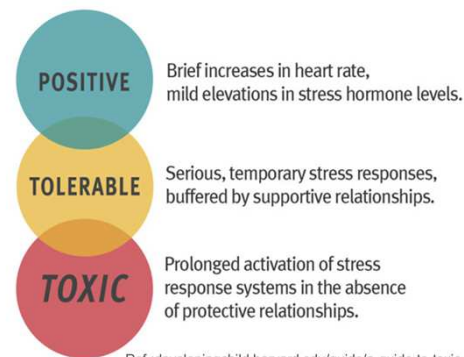 POSITIVE
Brief increases in heart rate,
mild elevations in stress hormone levels.
TOLERABLE
Serious, temporary stress responses,
buffered by supportive relationships.
TOXIC
Prolonged activation of stress
response systems in the absence
of protective relationships.